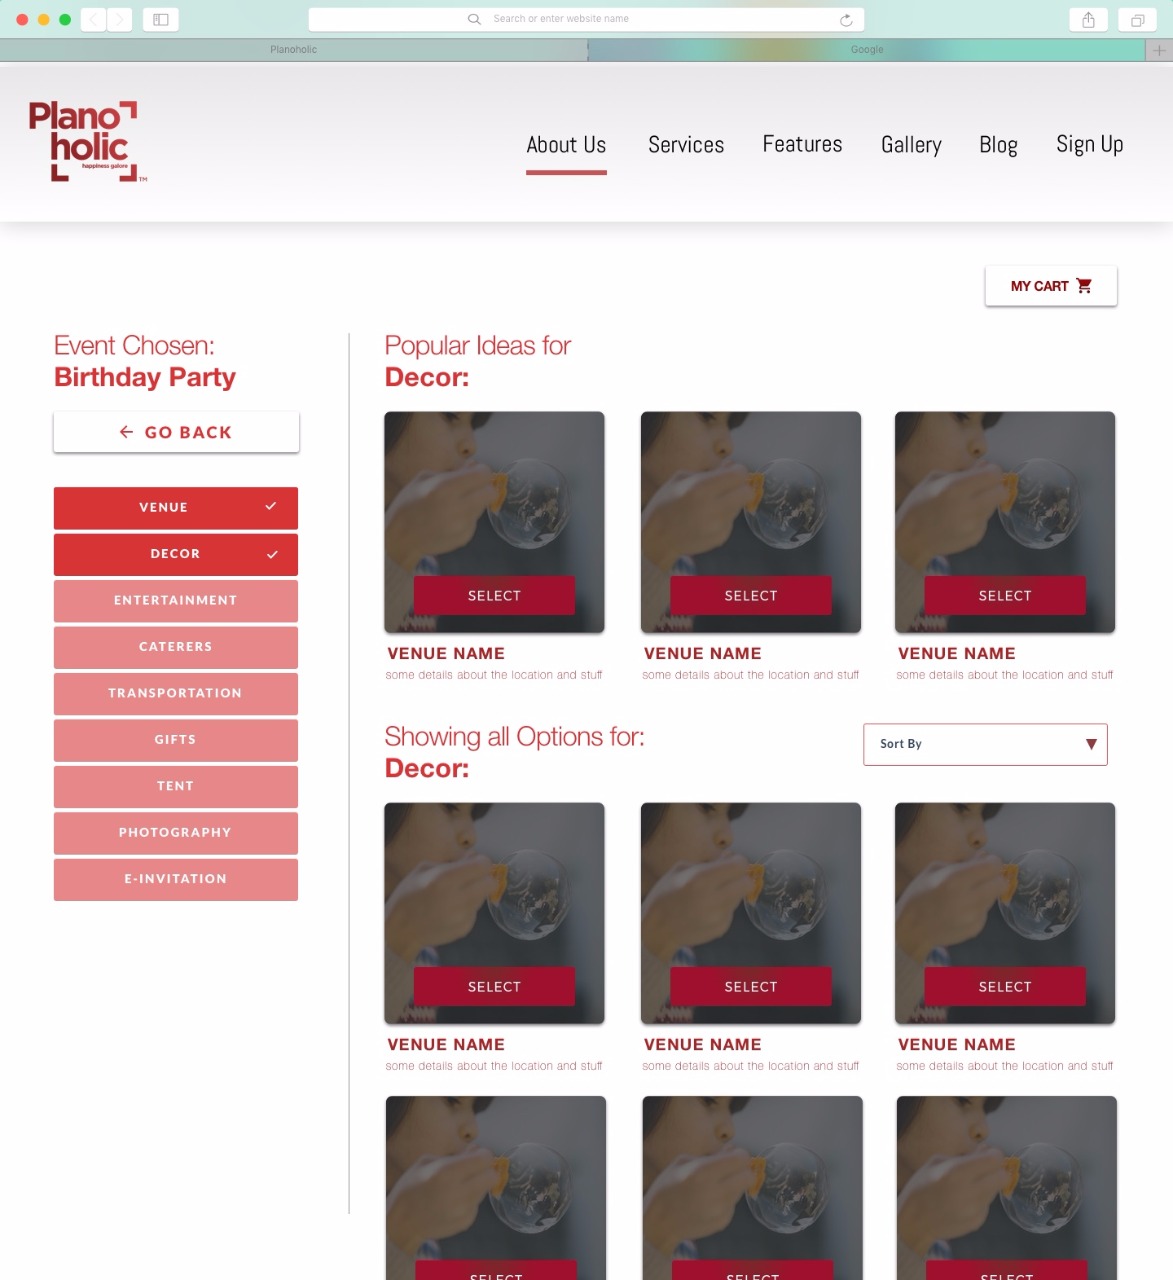 Search or enter website name
Planoholic
Google
Plano
holic
happiness galore
TM
About Us
Services
Features
Gallery
Blog
Sign Up
MY CART
Event Chosen:
Birthday Party
GO BACK
VENUE
DECOR
ENTERTAINMENT
CATERERS
TRANSPORTATION
GIFTS
TENT
PHOTOGRAPHY
E-INVITATION
Popular Ideas for
Decor:
SELECT
SELECT
SELECT
VENUE NAME
VENUE NAME
VENUE NAME
some details about the location and stuff
some details about the location and stuff
some details about the location and stuff
Showing all Options for:
Decor:
Sort By
SELECT
SELECT
SELECT
VENUE NAME
VENUE NAME
VENUE NAME
some details about the location and stuff
some details about the location and stuff
some details about the location and stuff
SELECT
SELECT
SELECT